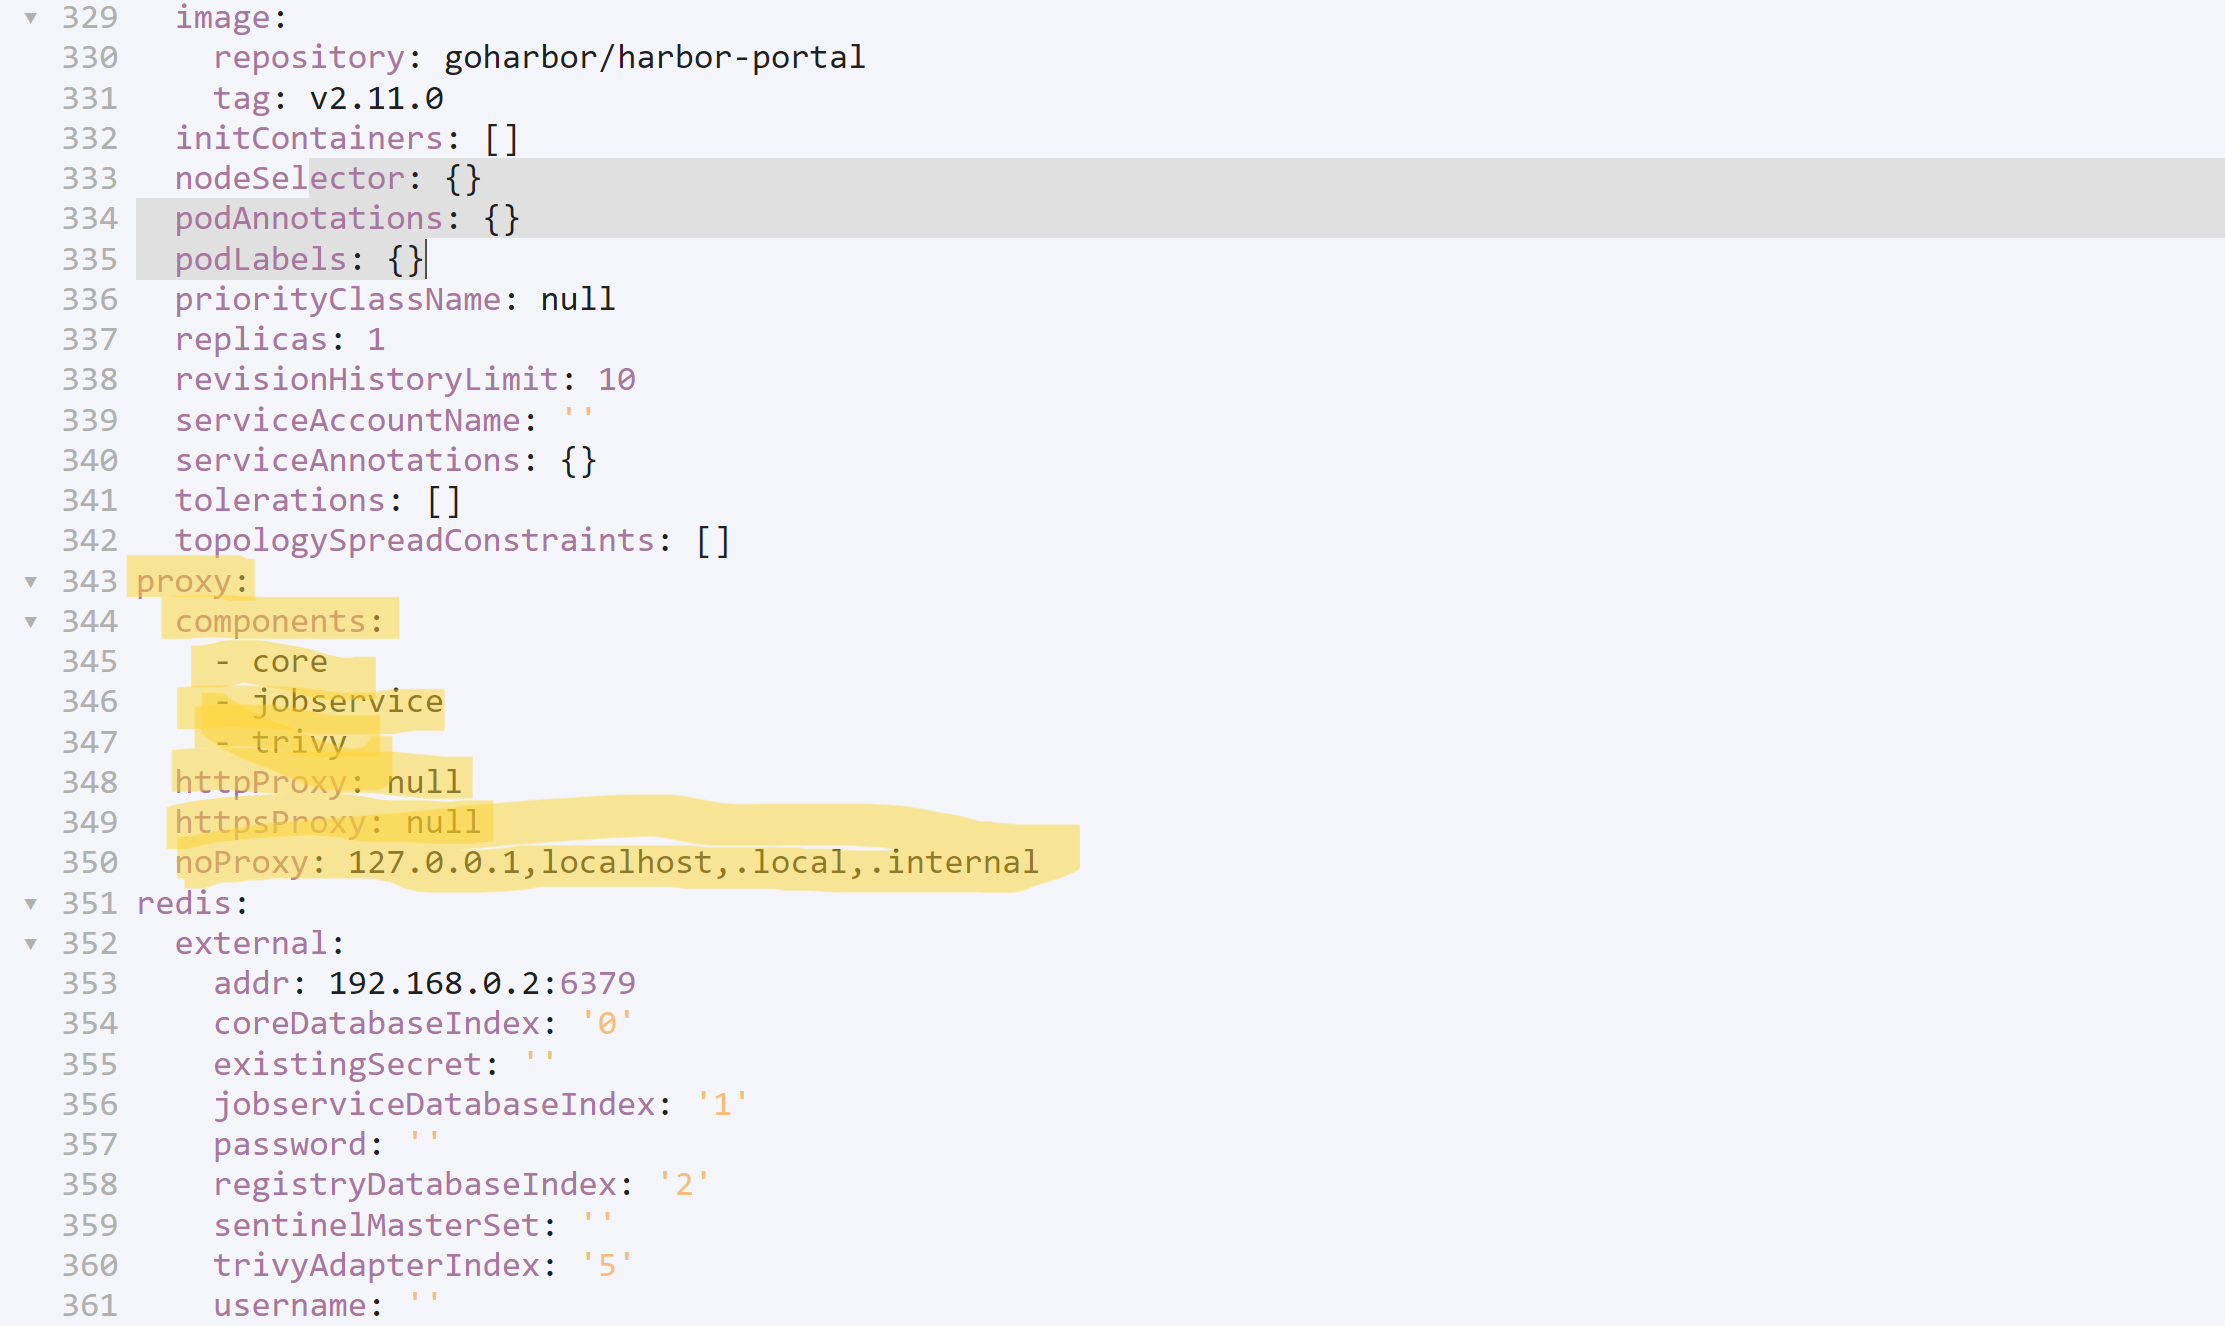 329 image:
330 repository: goharbor/harbor-portal
331 tag: v2.11.0
332 initContainers: []
333 nodeSelector: {}
334 podAnnotations: {}
335 podLabels: {}
336 priorityClassName: null
337 replicas: 1
338 revisionHistoryLimit: 10
339 serviceAccountName: ''
340 serviceAnnotations: {}
341 tolerations: []
342 topologySpreadConstraints: []
343 proxy:
344 components:
345 - core
346 - jobservice
347 - trivy
348 httpProxy: null
349 httpsProxy: null
350 noProxy: 127.0.0.1,localhost,.local,.internal
351 redis:
352 external:
353 addr: 192.168.0.2:6379
354 coreDatabaseIndex: '0'
355 existingSecret: ''
356 jobserviceDatabaseIndex: '1'
357 password: ''
358 registryDatabaseIndex: '2'
359 sentinelMasterSet: ''
360 trivyAdapterIndex: '5'
361 username: ''